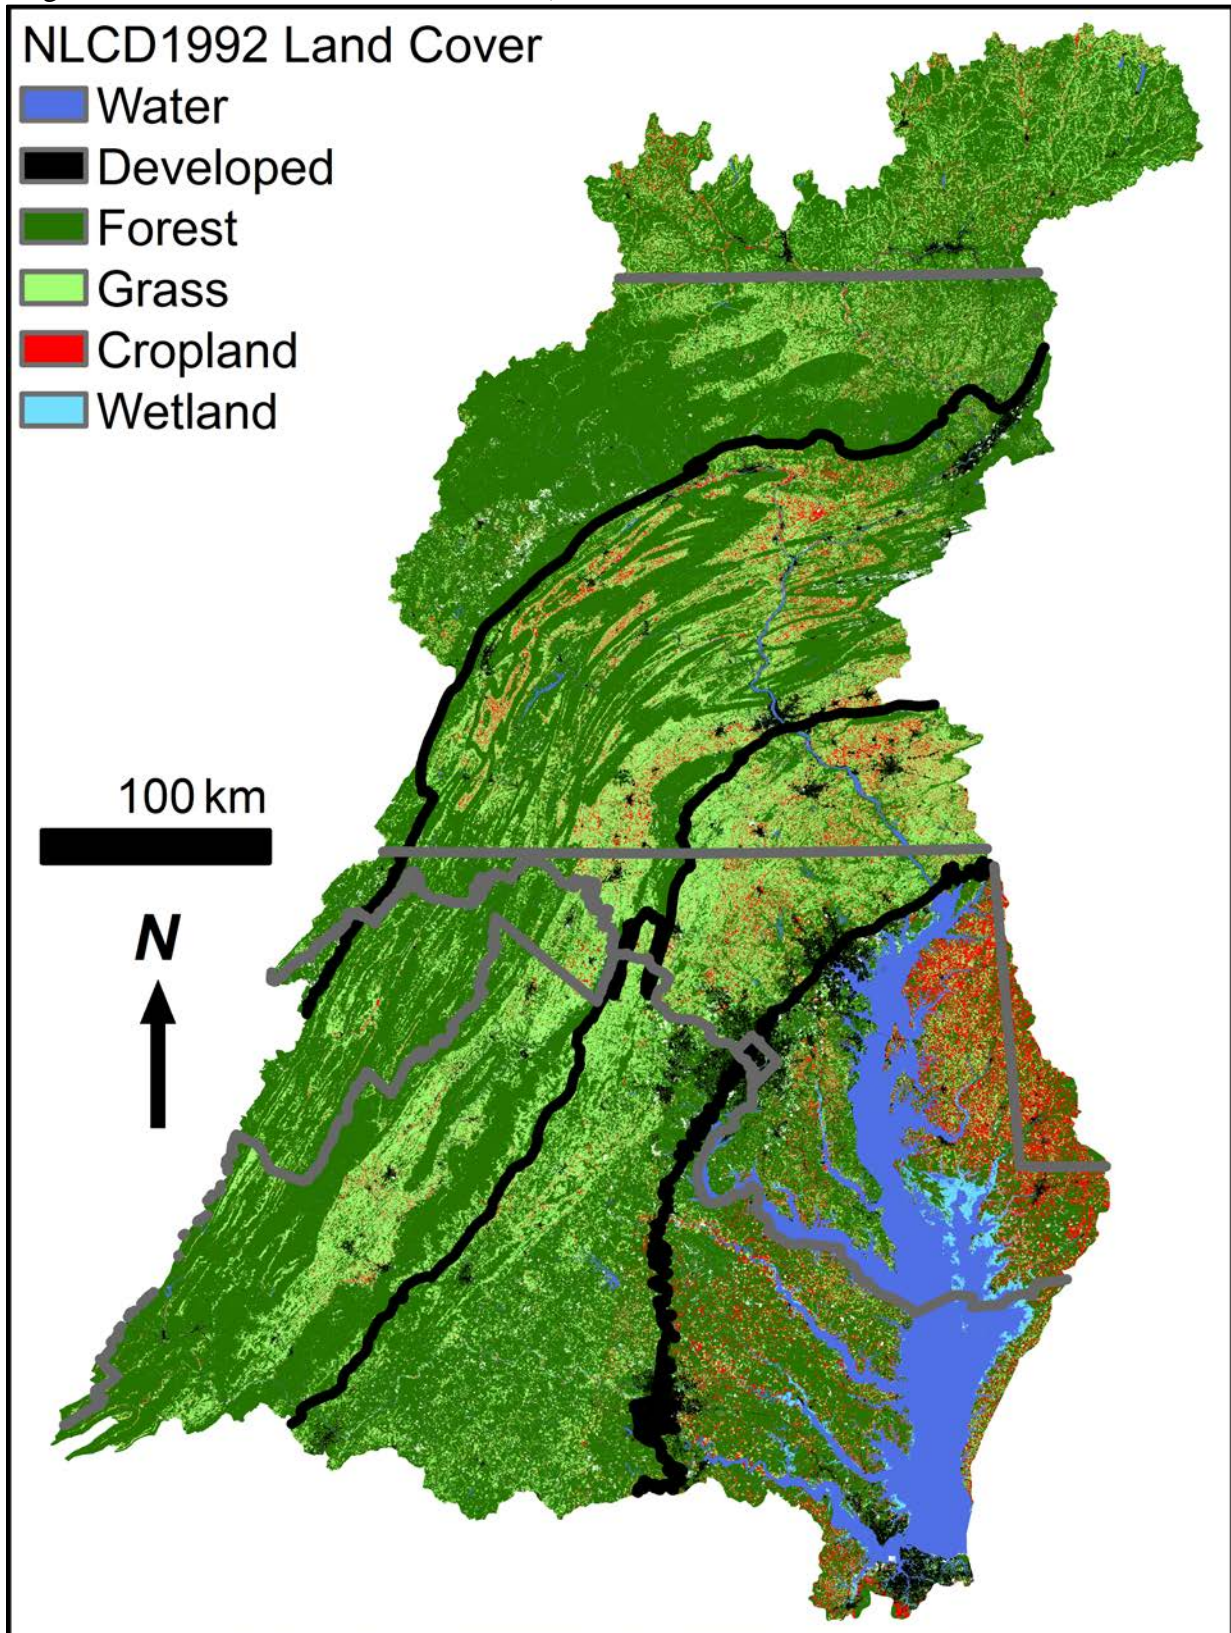 NLCD1992 Land Cover
Water
Developed
Forest
Grass
Cropland
Wetland
100 km
N